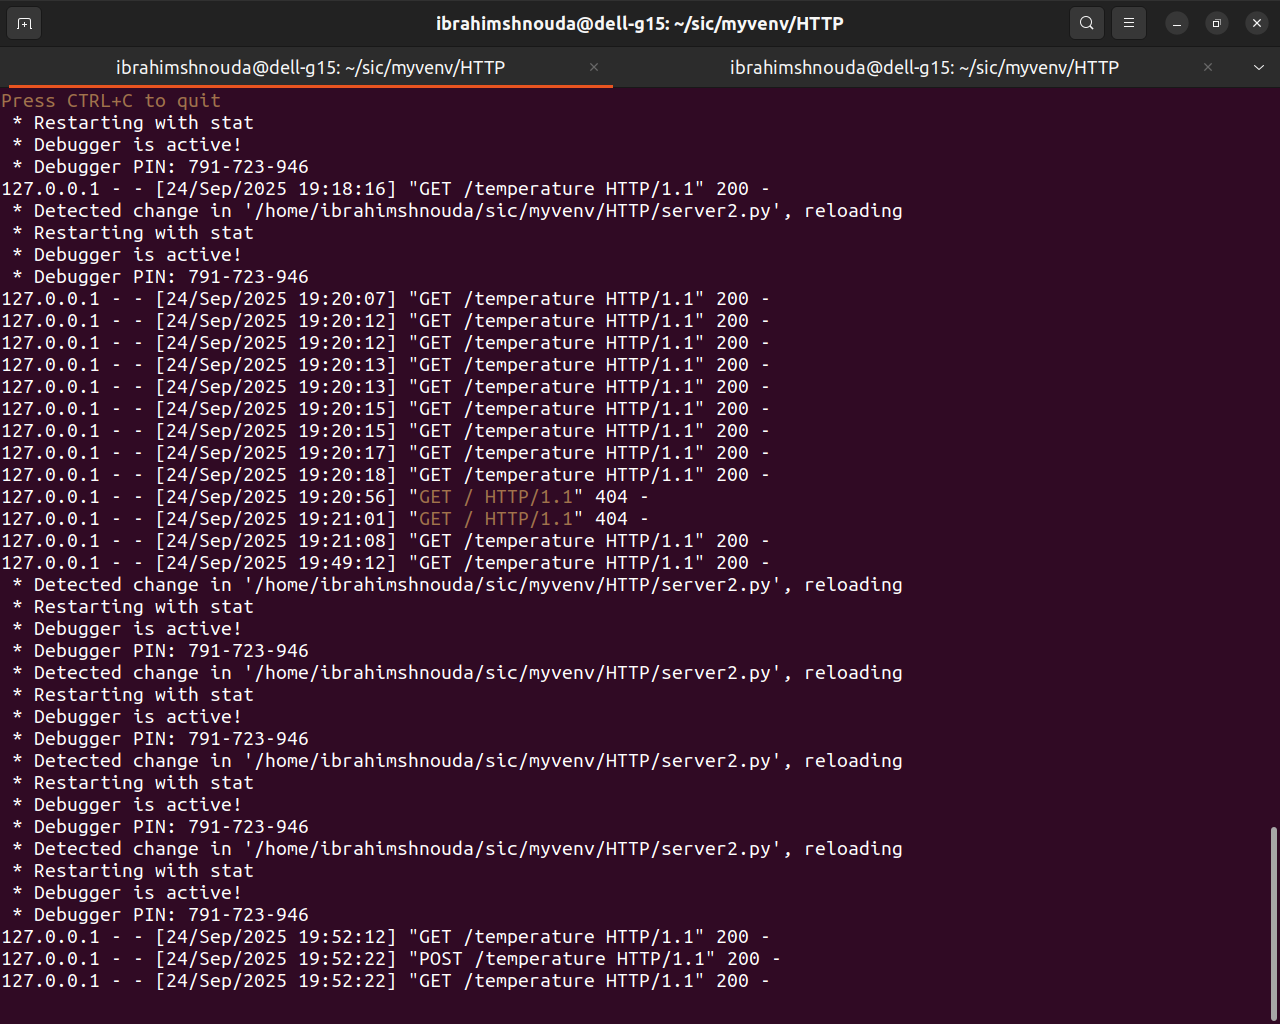 ibrahimshnouda@dell-g15: ~/sic/myvenv/HTTP
ibrahimshnouda@dell-g15: ~/sic/myvenv/HTTP
ibrahimshnouda@dell-g15: ~/sic/myvenv/HTTP
Press CTRL+C to quit
 * Restarting with stat
 * Debugger is active!
 * Debugger PIN: 791-723-946
127.0.0.1 - - [24/Sep/2025 19:18:16] "GET /temperature HTTP/1.1" 200 -
 * Detected change in '/home/ibrahimshnouda/sic/myvenv/HTTP/server2.py', reloading
 * Restarting with stat
 * Debugger is active!
 * Debugger PIN: 791-723-946
127.0.0.1 - - [24/Sep/2025 19:20:07] "GET /temperature HTTP/1.1" 200 -
127.0.0.1 - - [24/Sep/2025 19:20:12] "GET /temperature HTTP/1.1" 200 -
127.0.0.1 - - [24/Sep/2025 19:20:12] "GET /temperature HTTP/1.1" 200 -
127.0.0.1 - - [24/Sep/2025 19:20:13] "GET /temperature HTTP/1.1" 200 -
127.0.0.1 - - [24/Sep/2025 19:20:13] "GET /temperature HTTP/1.1" 200 -
127.0.0.1 - - [24/Sep/2025 19:20:15] "GET /temperature HTTP/1.1" 200 -
127.0.0.1 - - [24/Sep/2025 19:20:15] "GET /temperature HTTP/1.1" 200 -
127.0.0.1 - - [24/Sep/2025 19:20:17] "GET /temperature HTTP/1.1" 200 -
127.0.0.1 - - [24/Sep/2025 19:20:18] "GET /temperature HTTP/1.1" 200 -
127.0.0.1 - - [24/Sep/2025 19:20:56] "GET / HTTP/1.1" 404 -
127.0.0.1 - - [24/Sep/2025 19:21:01] "GET / HTTP/1.1" 404 -
127.0.0.1 - - [24/Sep/2025 19:21:08] "GET /temperature HTTP/1.1" 200 -
127.0.0.1 - - [24/Sep/2025 19:49:12] "GET /temperature HTTP/1.1" 200 -
 * Detected change in '/home/ibrahimshnouda/sic/myvenv/HTTP/server2.py', reloading
 * Restarting with stat
 * Debugger is active!
 * Debugger PIN: 791-723-946
 * Detected change in '/home/ibrahimshnouda/sic/myvenv/HTTP/server2.py', reloading
 * Restarting with stat
 * Debugger is active!
 * Debugger PIN: 791-723-946
 * Detected change in '/home/ibrahimshnouda/sic/myvenv/HTTP/server2.py', reloading
 * Restarting with stat
 * Debugger is active!
 * Debugger PIN: 791-723-946
 * Detected change in '/home/ibrahimshnouda/sic/myvenv/HTTP/server2.py', reloading
 * Restarting with stat
 * Debugger is active!
 * Debugger PIN: 791-723-946
127.0.0.1 - - [24/Sep/2025 19:52:12] "GET /temperature HTTP/1.1" 200 -
127.0.0.1 - - [24/Sep/2025 19:52:22] "POST /temperature HTTP/1.1" 200 -
127.0.0.1 - - [24/Sep/2025 19:52:22] "GET /temperature HTTP/1.1" 200 -